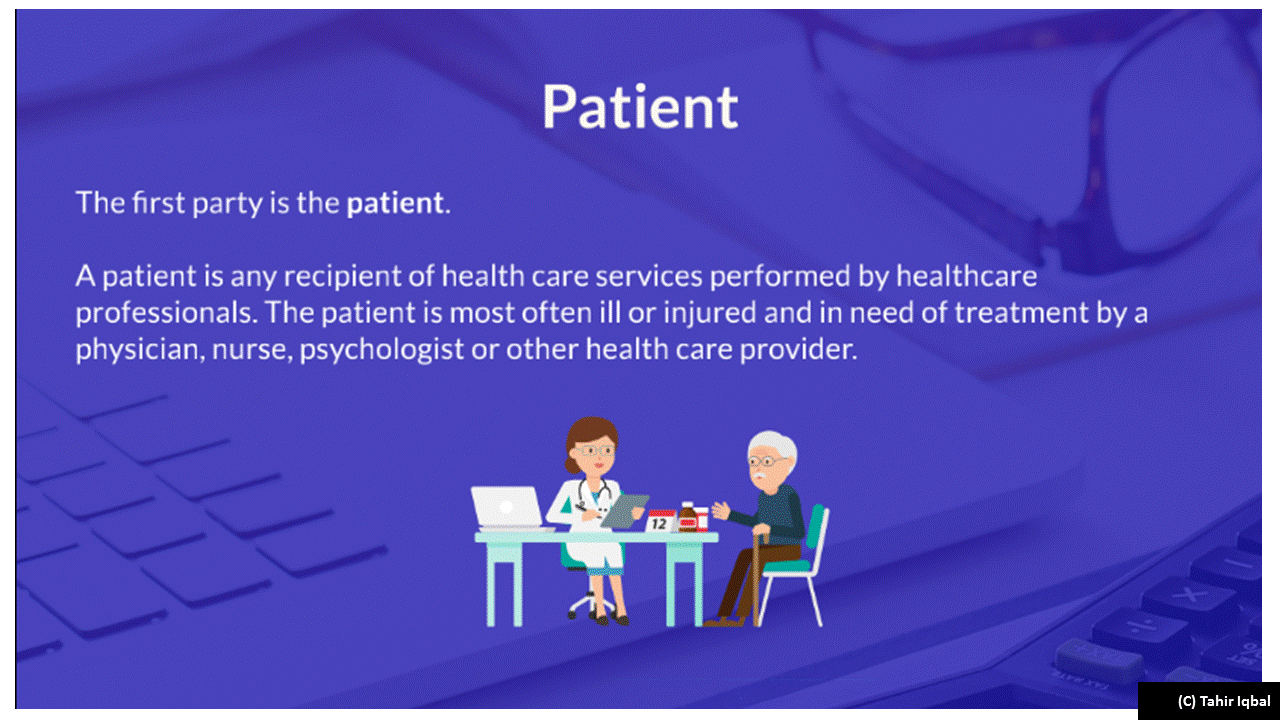 Patient
The first party is the patient.
A patient is any recipient of health care services performed by healthcare
professionals. The patient is most often ill or injured and in need of treatment by a
physician, nurse, psychologist or other health care provider.
12
(C) Tahir Iqbal